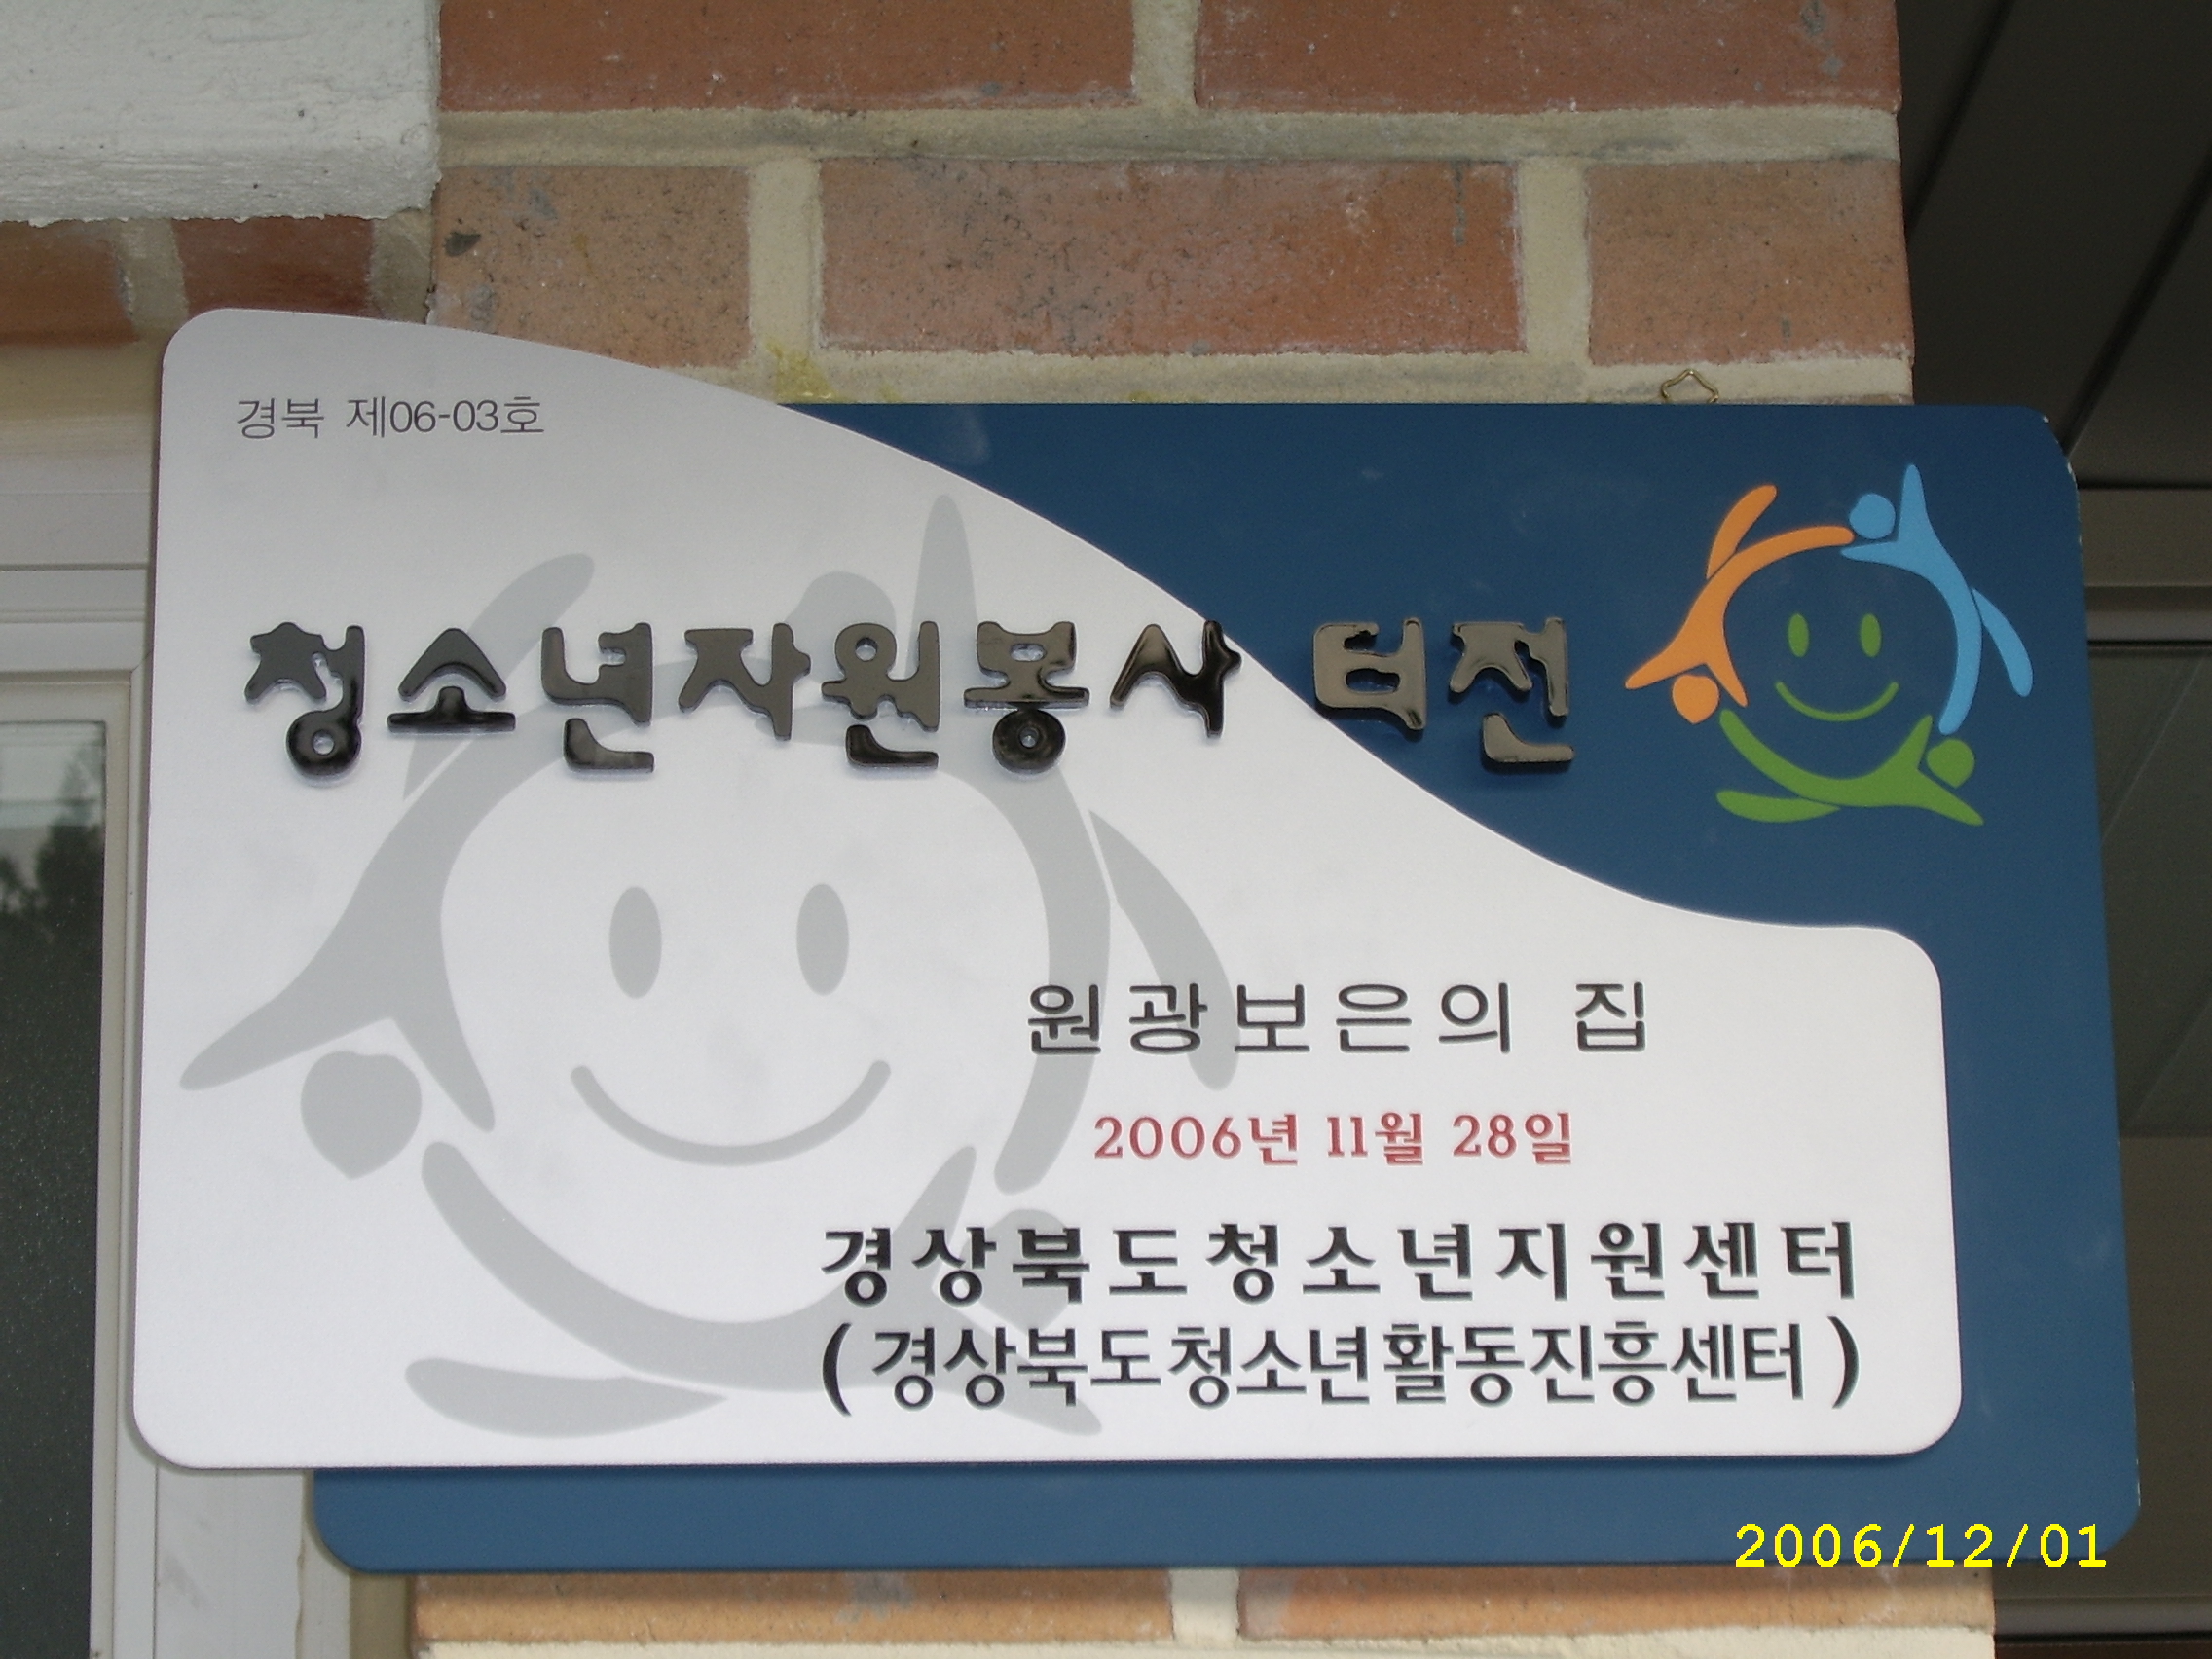 경북 제06-03호
청소년자원봉사 터전
원광보은의 집
2006년 11월 28일
경상북도청소년지원센터
(경상북도청소년활동진흥센터)
2006/12/01